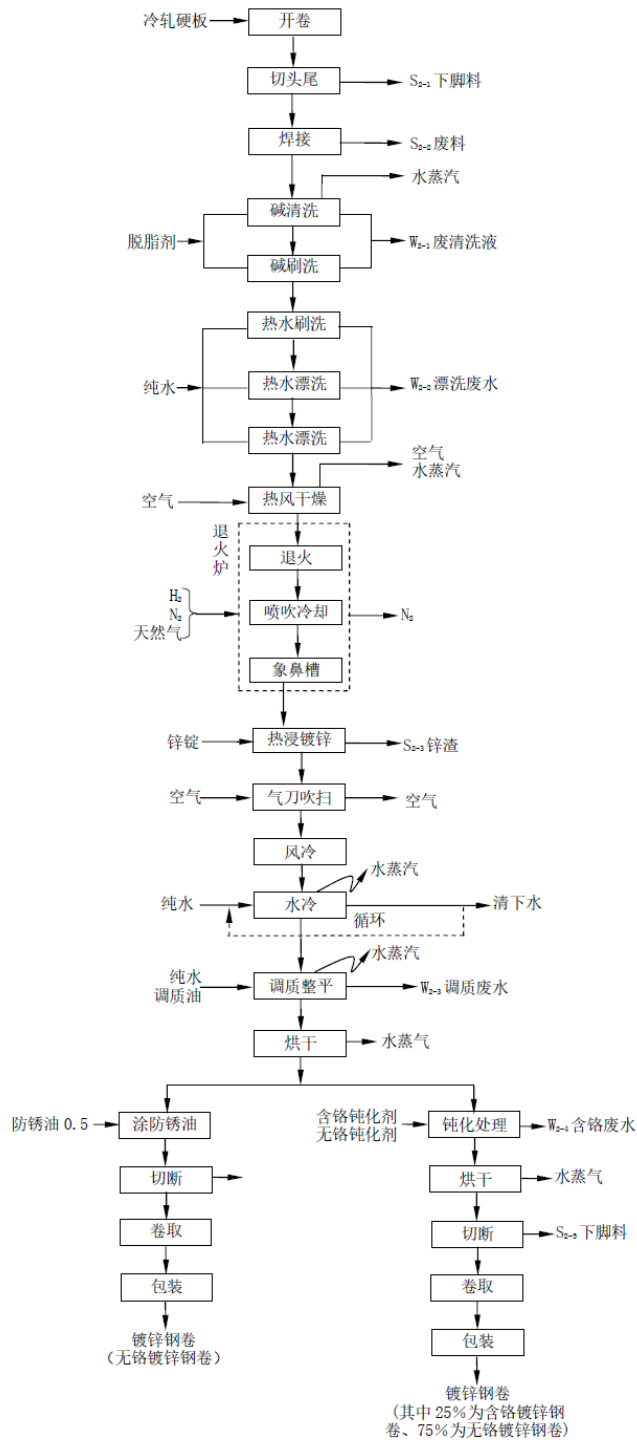 冷轧硬板
开卷
切头尾
S₂₋₁下脚料
焊接
S₂₋₂废料
水蒸汽
碱清洗
脱脂剂
W₂₋₁废清洗液
碱刷洗
热水刷洗
纯水
热水漂洗
W₂₋₂漂洗废水
热水漂洗
空气
水蒸汽
空气
热风干燥
退火炉
退火
H₂
N₂
天然气
喷吹冷却
N₂
象鼻槽
锌锭
热浸镀锌
S₂₋₃锌渣
空气
气刀吹扫
空气
风冷
水蒸汽
纯水
水冷
清下水
循环
水蒸汽
纯水
调质油
调质整平
W₂₋₃调质废水
烘干
水蒸气
防锈油 0.5
涂防锈油
含铬钝化剂
无铬钝化剂
钝化处理
W₂₋₄含铬废水
切断
烘干
水蒸气
卷取
切断
S₂₋₅下脚料
包装
卷取
镀锌钢卷
（无铬镀锌钢卷）
包装
镀锌钢卷
(其中 25%为含铬镀锌钢
卷、75%为无铬镀锌钢卷)